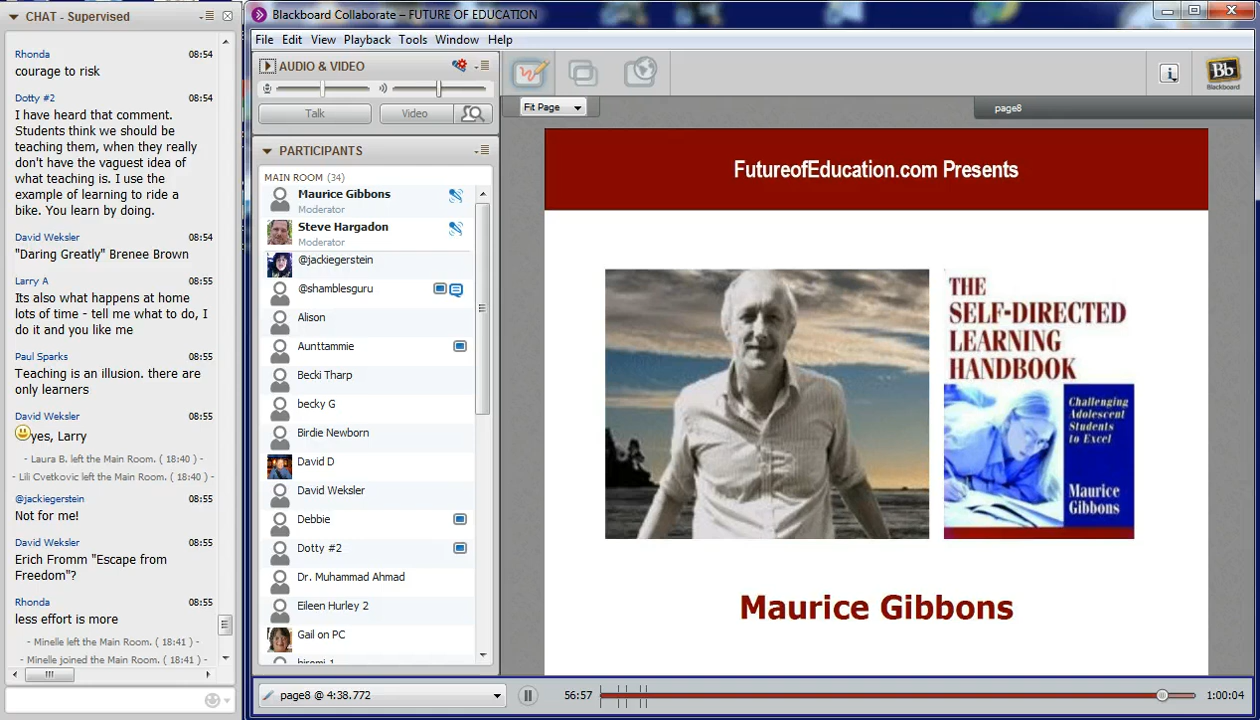 CHAT - Supervised
Rhonda 08:54
courage to risk
Dotty #2 08:54
I have heard that comment.
Students think we should be
teaching them, when they really
don't have the vaguest idea of
what teaching is. I use the
example of learning to ride a
bike. You learn by doing.
David Weksler 08:54
"Daring Greatly" Brenee Brown
Larry A 08:55
Its also what happens at home
lots of time - tell me what to do, I
do it and you like me
Paul Sparks 08:55
Teaching is an illusion. there are
only learners
David Weksler 08:55
yes, Larry
- Laura B. left the Main Room. ( 18:40 ) -
- Lili Cvetkovic left the Main Room. ( 18:40 ) -
@jackiegerstein 08:55
Not for me!
David Weksler 08:55
Erich Fromm "Escape from
Freedom"?
Rhonda 08:55
less effort is more
- Minelle left the Main Room. ( 18:41 ) -
- Minelle joined the Main Room. ( 18:41 ) -
Blackboard Collaborate – FUTURE OF EDUCATION
File Edit View Playback Tools Window Help
AUDIO & VIDEO
Talk Video
PARTICIPANTS
MAIN ROOM (34)
Maurice Gibbons
Moderator
Steve Hargadon
Moderator
@jackiegerstein
@shamblesguru
Alison
Aunttammie
Becki Tharp
becky G
Birdie Newborn
David D
David Weksler
Debbie
Dotty #2
Dr. Muhammad Ahmad
Eileen Hurley 2
Gail on PC
hiromi 1
Bb
Blackboard
Fit Page
page8
FutureofEducation.com Presents
THE
SELF-DIRECTED
LEARNING
HANDBOOK
Challenging
Adolescent
Students
to Excel
Maurice
Gibbons
Maurice Gibbons
page8 @ 4:38.772
56:57
1:00:04